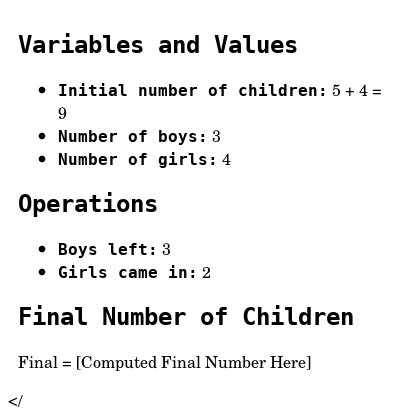 Variables and Values
• Initial number of children: 5 + 4 =
9
• Number of boys: 3
• Number of girls: 4
Operations
• Boys left: 3
• Girls came in: 2
Final Number of Children
Final = [Computed Final Number Here]
</